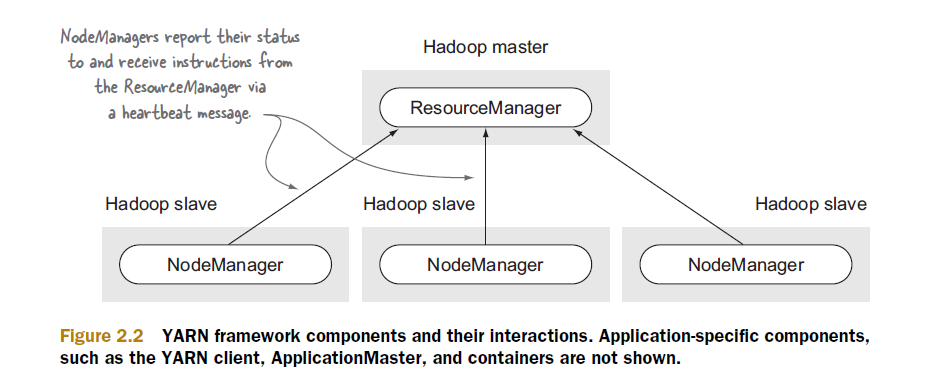 NodeManagers report their status
to and receive instructions from
the ResourceManager via
a heartbeat message.
Hadoop master
ResourceManager
Hadoop slave
Hadoop slave
Hadoop slave
NodeManager
NodeManager
NodeManager
Figure 2.2 YARN framework components and their interactions. Application-specific components,
such as the YARN client, ApplicationMaster, and containers are not shown.